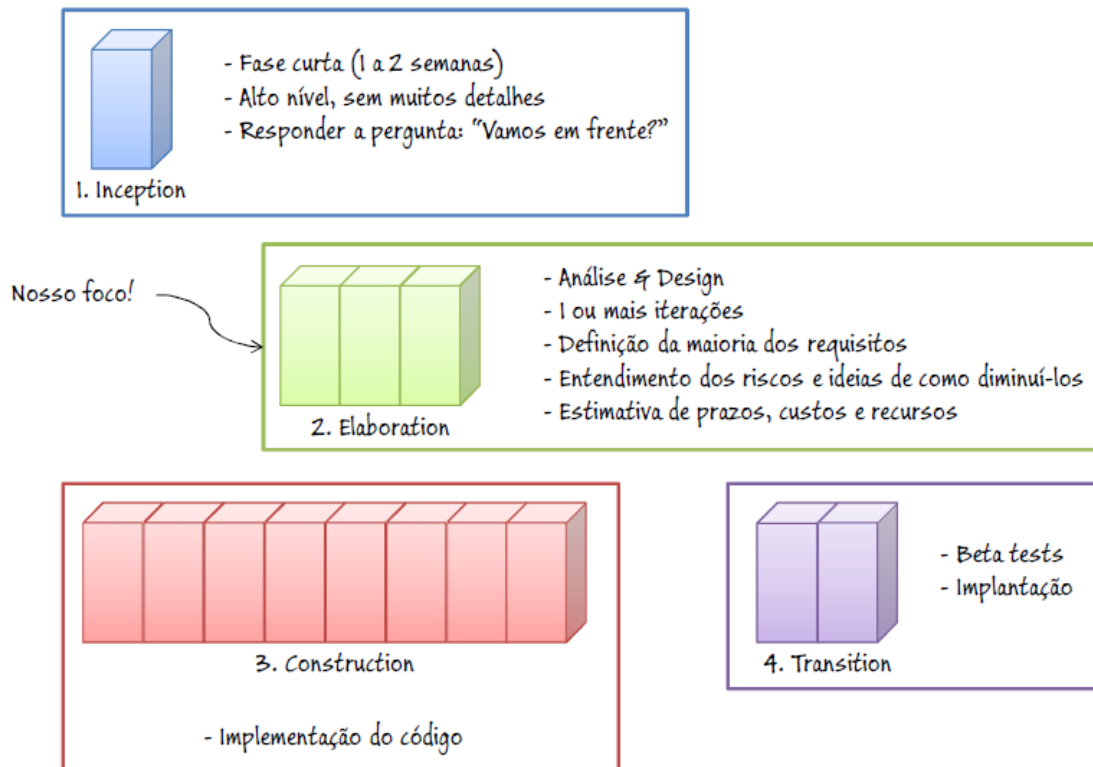 - Fase curta (1 a 2 semanas)
- Alto nível, sem muitos detalhes
- Responder a pergunta: “Vamos em frente?”
1. Inception
Nosso foco!
- Análise & Design
- 1 ou mais iterações
- Definição da maioria dos requisitos
- Entendimento dos riscos e ideias de como diminuí-los
- Estimativa de prazos, custos e recursos
2. Elaboration
3. Construction
- Implementação do código
- Beta tests
- Implantação
4. Transition